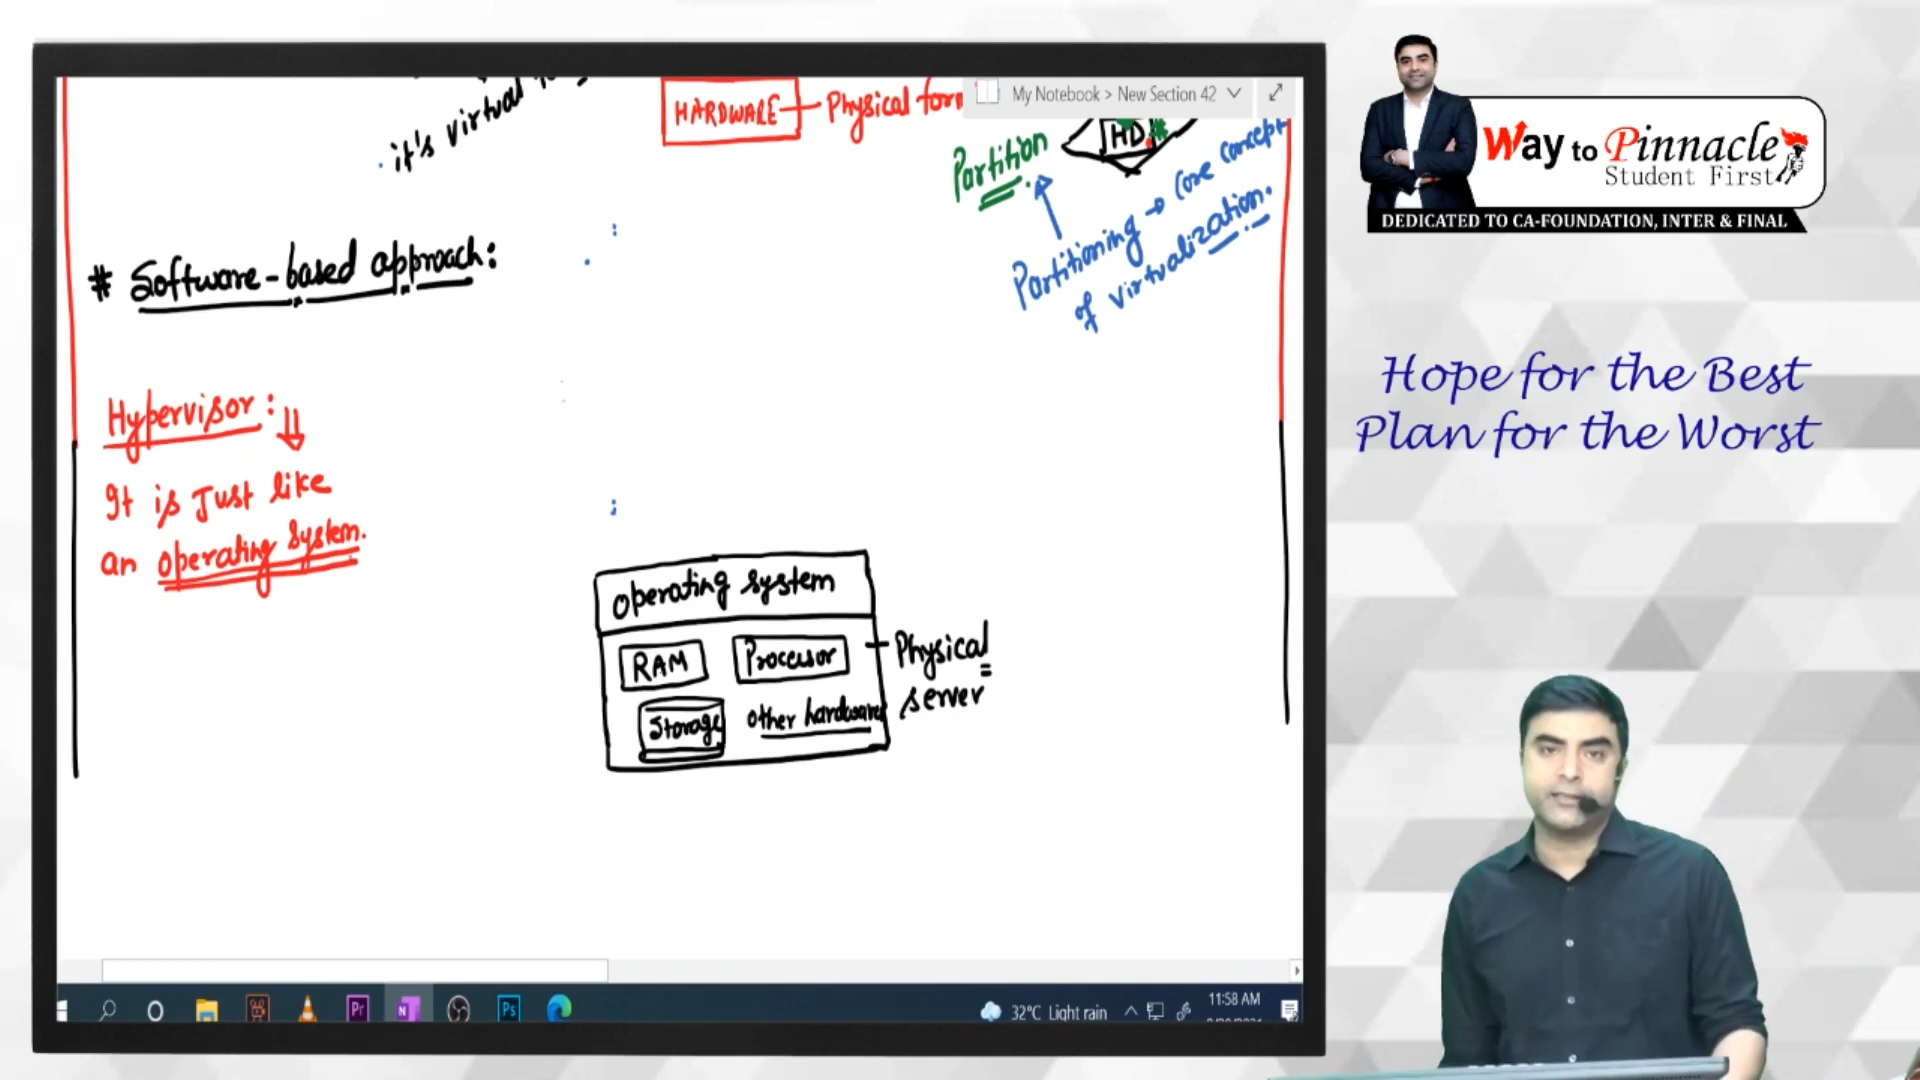 it's virtual
HARDWARE
Physical form
My Notebook > New Section 42
HD
Partition
Partitioning → Core concept
of virtualization.
# Software-based approach:
Hypervisor:
It is Just like
an operating system.
operating system
RAM
Processor
Storage
other hardware
Physical
server
32°C Light rain
11:58 AM
Pr
N
Ps
Way to Pinnacle
Student First
DEDICATED TO CA-FOUNDATION, INTER & FINAL
Hope for the Best
Plan for the Worst